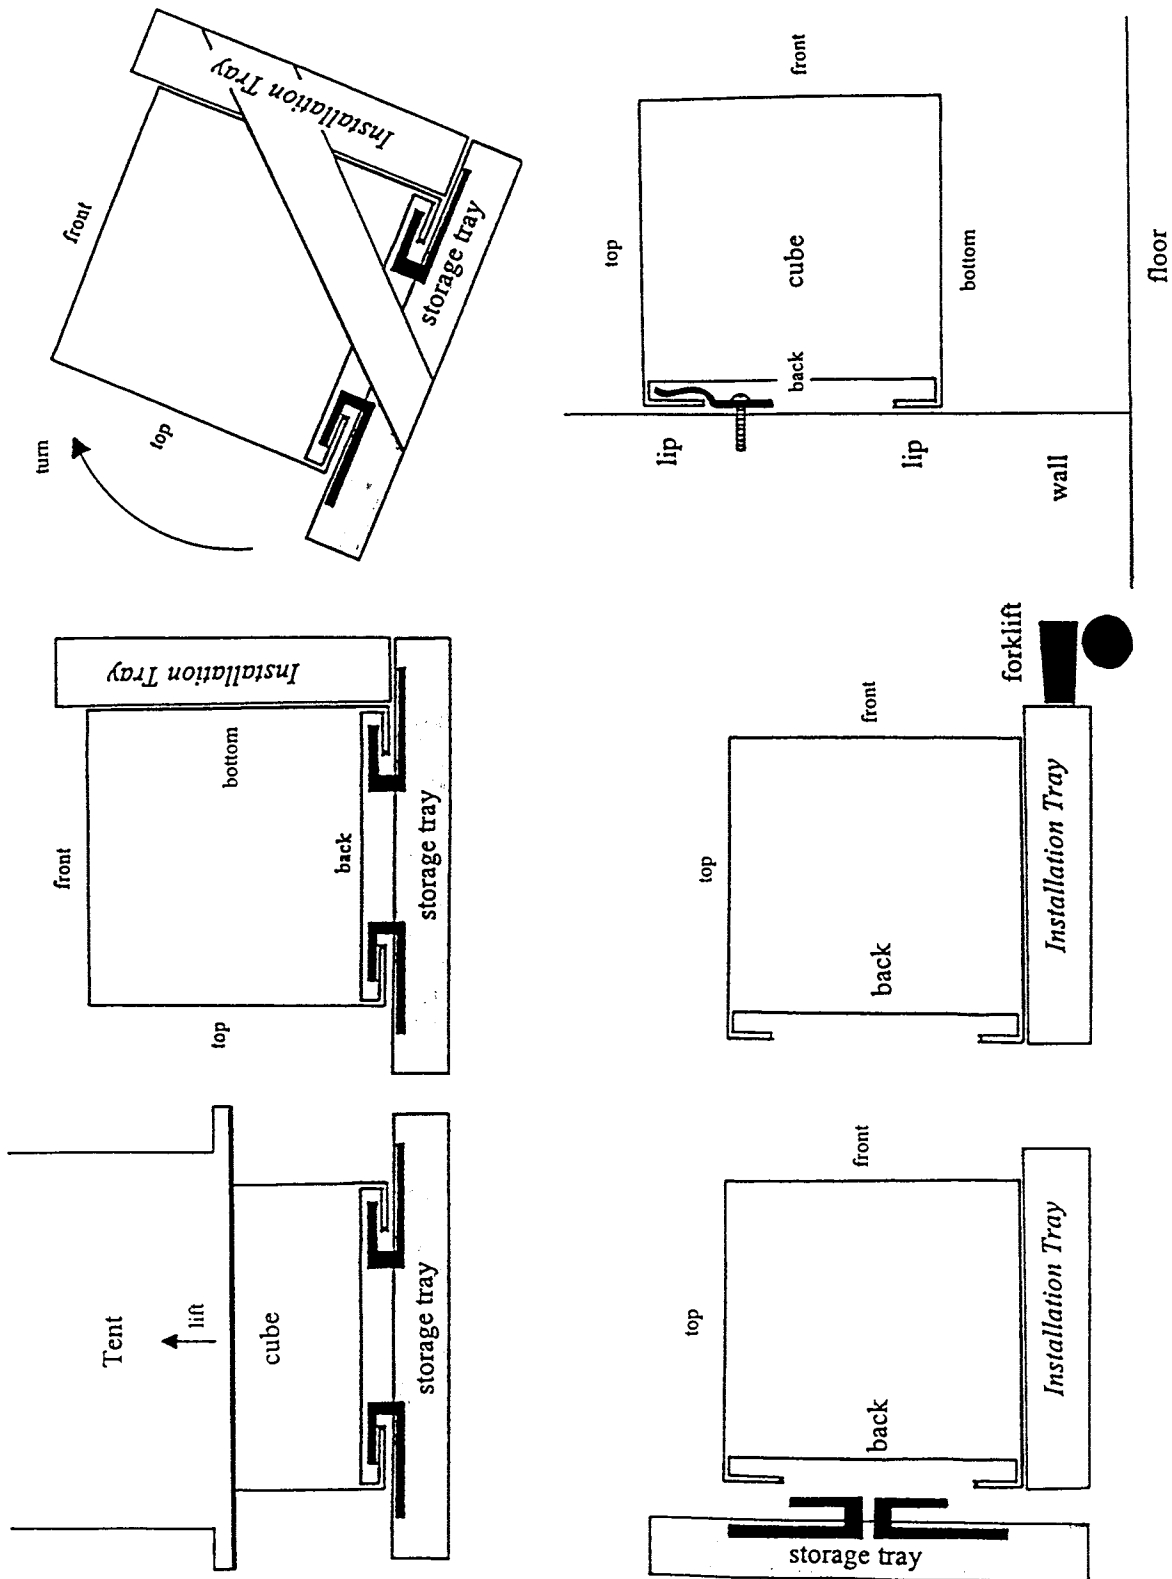 Tent
lift
cube
storage tray
front
top
bottom
back
Installation Tray
storage tray
turn
front
top
Installation Tray
storage tray
top
front
back
Installation Tray
storage tray
top
front
back
Installation Tray
forklift
top
front
cube
back
bottom
lip
lip
wall
floor